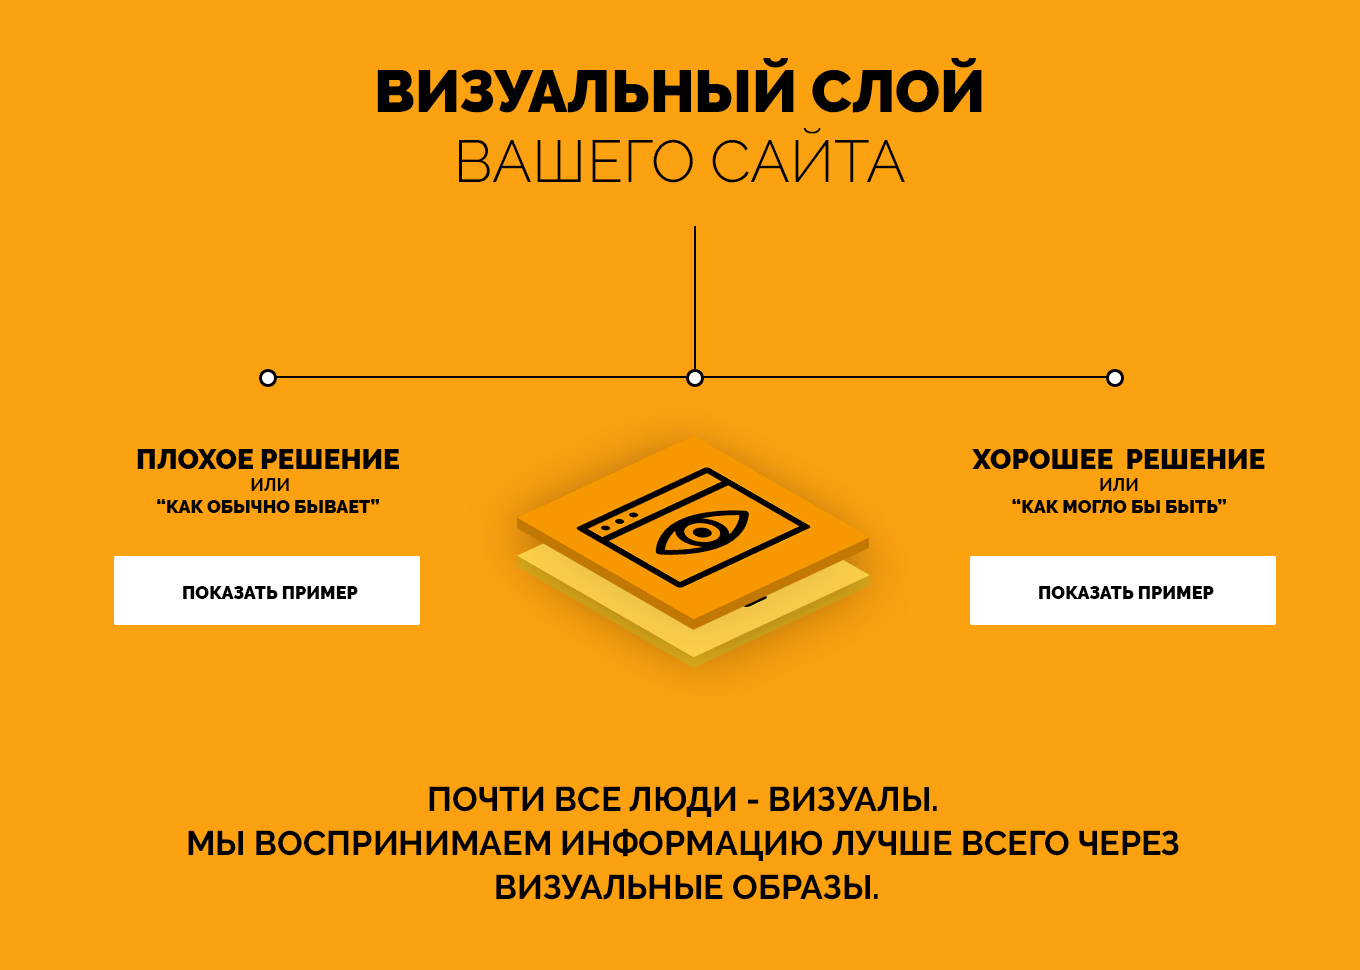 ВИЗУАЛЬНЫЙ СЛОЙ
ВАШЕГО САЙТА
ПЛОХОЕ РЕШЕНИЕ
ИЛИ
“КАК ОБЫЧНО БЫВАЕТ”
ПОКАЗАТЬ ПРИМЕР
ХОРОШЕЕ РЕШЕНИЕ
ИЛИ
“КАК МОГЛО БЫ БЫТЬ”
ПОКАЗАТЬ ПРИМЕР
ПОЧТИ ВСЕ ЛЮДИ - ВИЗУАЛЫ.
МЫ ВОСПРИНИМАЕМ ИНФОРМАЦИЮ ЛУЧШЕ ВСЕГО ЧЕРЕЗ
ВИЗУАЛЬНЫЕ ОБРАЗЫ.